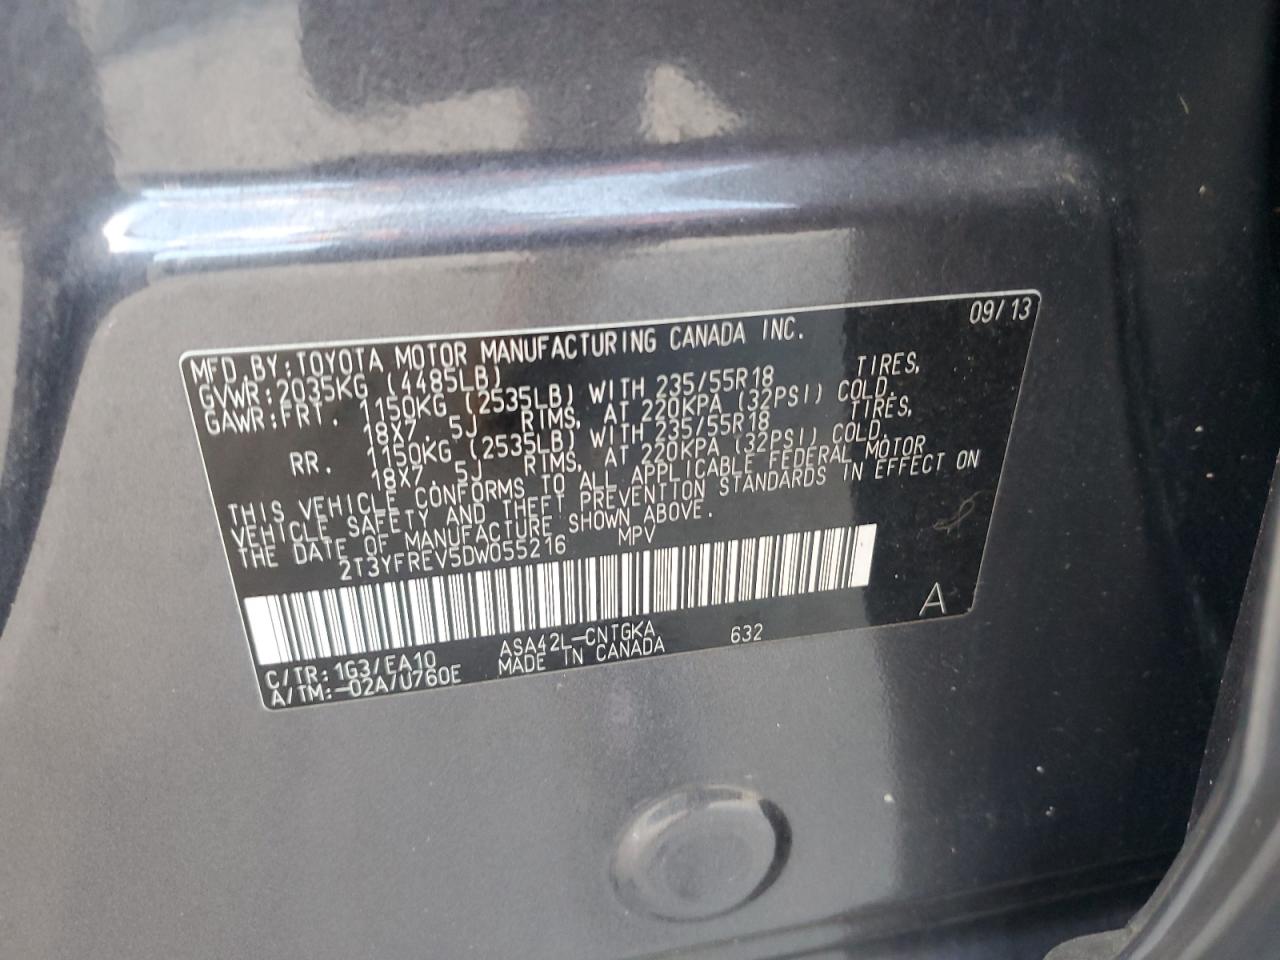 09/13
MFD. BY: TOYOTA MOTOR MANUFACTURING CANADA INC.
GVWR: 2035KG (4485LB)
GAWR: FRT. 1150KG (2535LB) WITH 235/55R18 TIRES,
18X7. 5J RIMS, AT 220KPA (32PSI) COLD.
RR. 1150KG (2535LB) WITH 235/55R18 TIRES,
18X7. 5J RIMS, AT 220KPA (32PSI) COLD.
THIS VEHICLE CONFORMS TO ALL APPLICABLE FEDERAL MOTOR
VEHICLE SAFETY AND THEFT PREVENTION STANDARDS IN EFFECT ON
THE DATE OF MANUFACTURE SHOWN ABOVE.
2T3YFREV5DW055216 MPV
A
C/TR: 1G3/EA10 ASA42L-CNTGKA 632
A/TM: -02A/U760E MADE IN CANADA